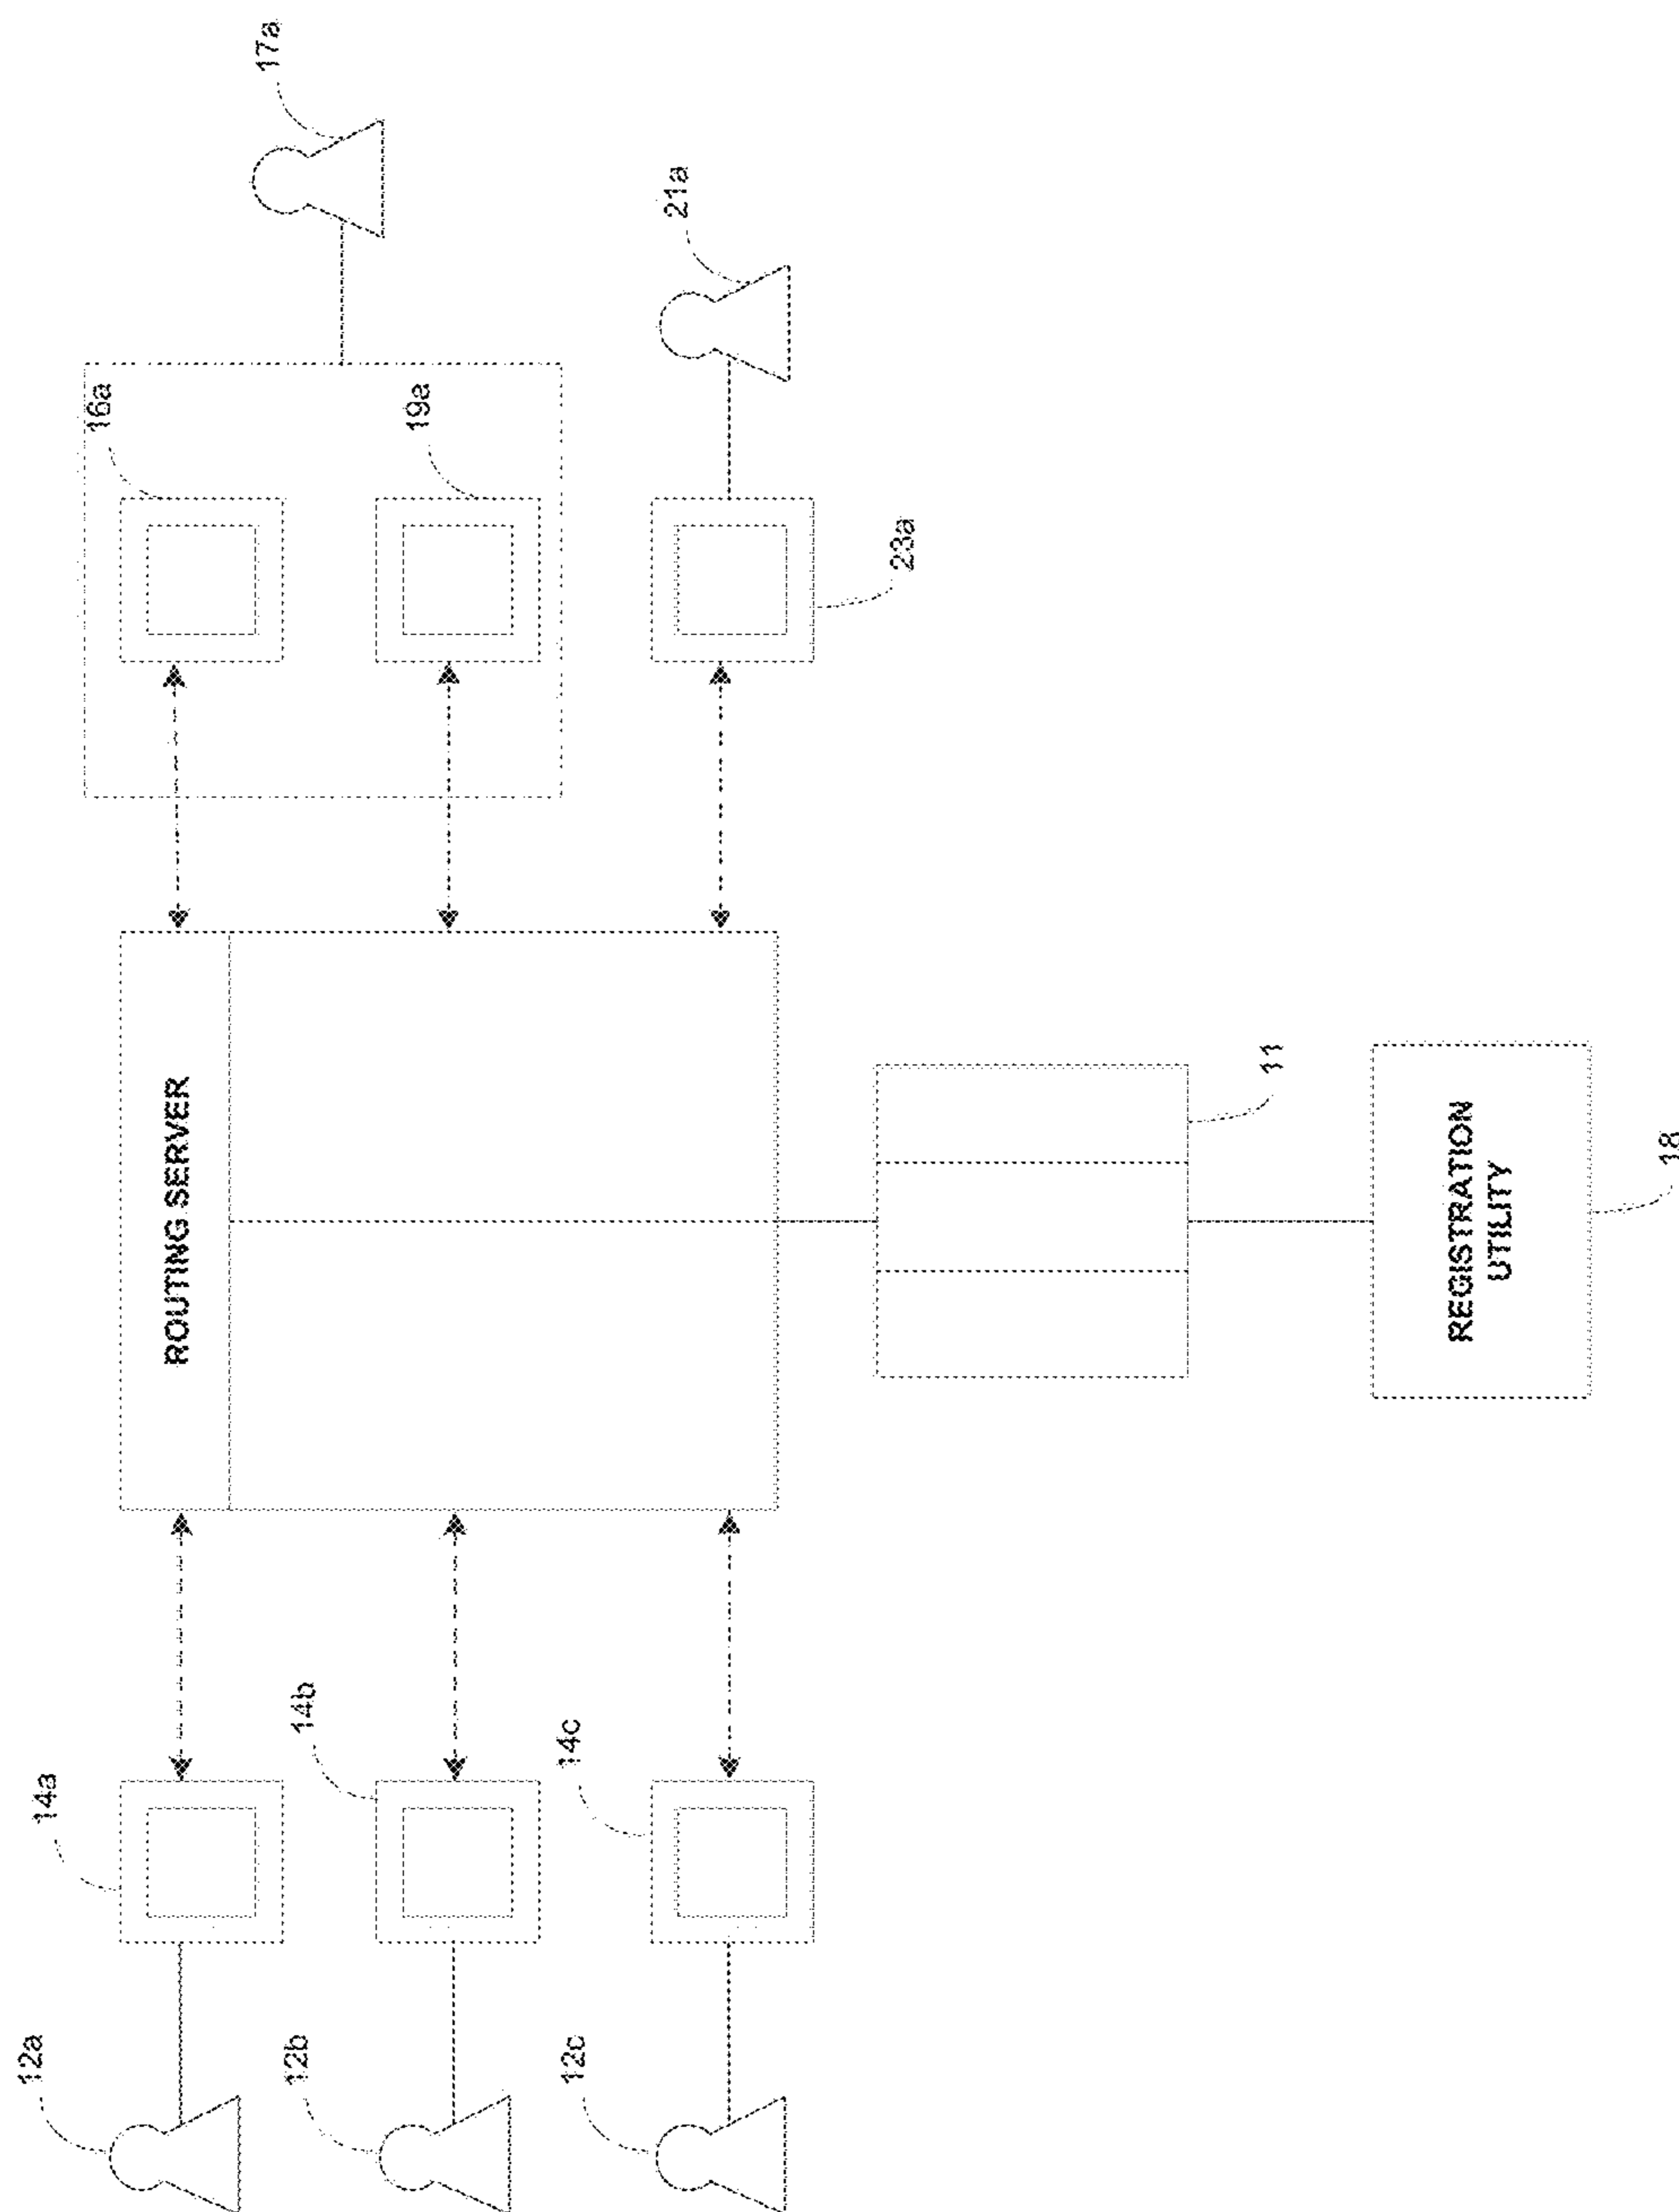 12a
14a
16a
17a
ROUTING SERVER
12b
14b
19a
12c
14c
21a
23a
11
REGISTRATION
UTILITY
18